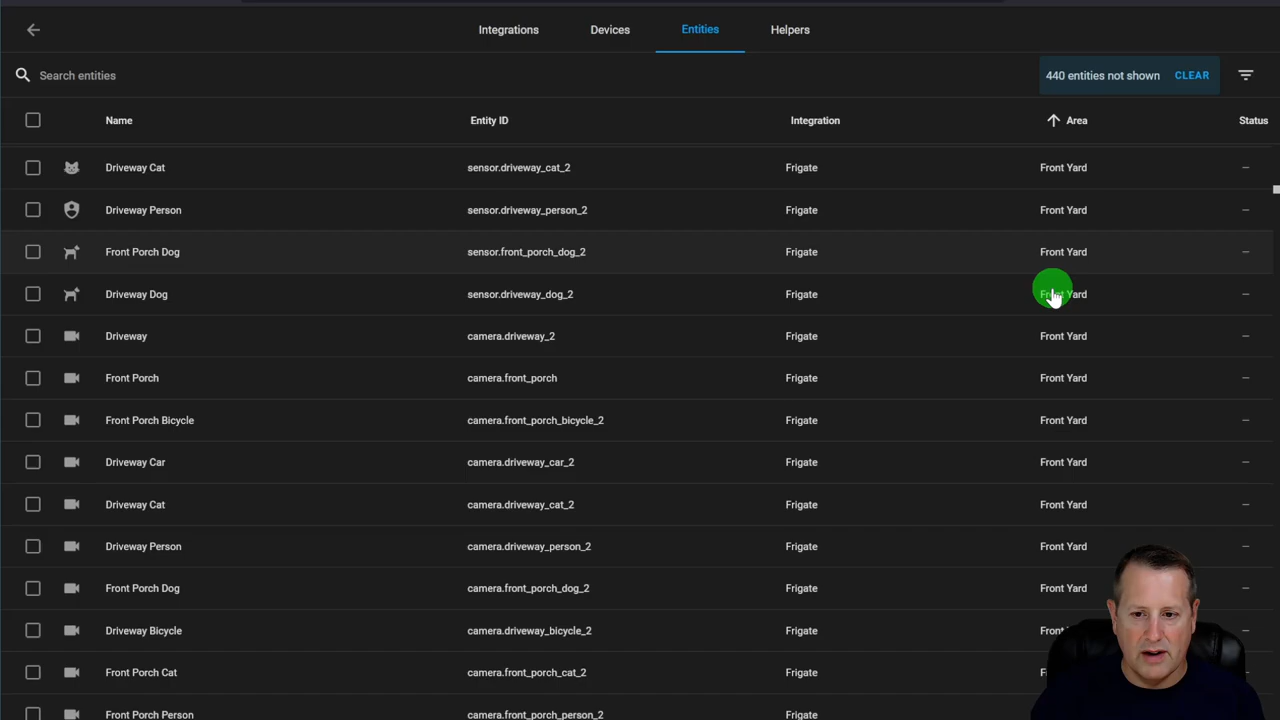 Integrations Devices Entities Helpers
Search entities 440 entities not shown CLEAR
Name Entity ID Integration Area Status
Driveway Cat sensor.driveway_cat_2 Frigate Front Yard –
Driveway Person sensor.driveway_person_2 Frigate Front Yard –
Front Porch Dog sensor.front_porch_dog_2 Frigate Front Yard –
Driveway Dog sensor.driveway_dog_2 Frigate Front Yard –
Driveway camera.driveway_2 Frigate Front Yard –
Front Porch camera.front_porch Frigate Front Yard –
Front Porch Bicycle camera.front_porch_bicycle_2 Frigate Front Yard –
Driveway Car camera.driveway_car_2 Frigate Front Yard –
Driveway Cat camera.driveway_cat_2 Frigate Front Yard –
Driveway Person camera.driveway_person_2 Frigate Front Yard –
Front Porch Dog camera.front_porch_dog_2 Frigate Front Yard –
Driveway Bicycle camera.driveway_bicycle_2 Frigate –
Front Porch Cat camera.front_porch_cat_2 Frigate –
Front Porch Person camera.front_porch_person_2 Frigate